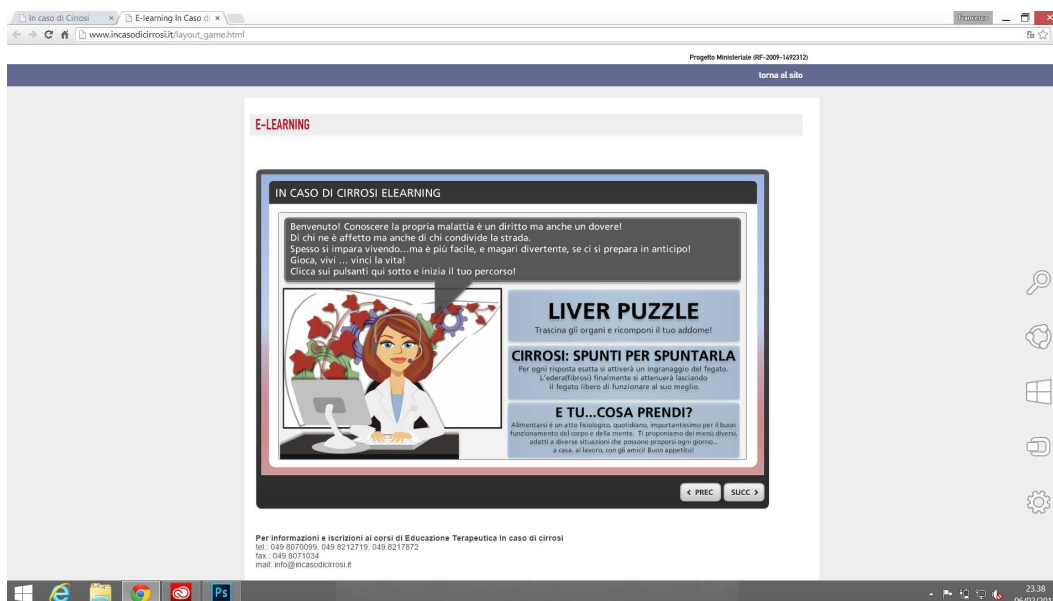 In caso di Cirrosi
E-learning In Caso di
www.incasodicirrosi.it/layout_game.html
Progetto Ministeriale (RF-2009-1492312)
torna al sito
E-LEARNING
IN CASO DI CIRROSI ELEARNING
Benvenuto! Conoscere la propria malattia è un diritto ma anche un dovere!
Di chi ne è affetto ma anche di chi condivide la strada.
Spesso si impara vivendo...ma è più facile, e magari divertente, se ci si prepara in anticipo!
Gioca, vivi ... vinci la vita!
Clicca sui pulsanti qui sotto e inizia il tuo percorso!
LIVER PUZZLE
Trascina gli organi e ricomponi il tuo addome!
CIRROSI: SPUNTI PER SPUNTARLA
Per ogni risposta esatta si attiverà un ingranaggio del fegato.
L'edera(fibrosi) finalmente si attenuerà lasciando
il fegato libero di funzionare al suo meglio.
E TU...COSA PRENDI?
Alimentarsi è un atto fisiologico, quotidiano, importantissimo per il buon
funzionamento del corpo e della mente. Ti proponiamo dei menù diversi,
adatti a diverse situazioni che possono proporsi ogni giorno...
a casa, al lavoro, con gli amici! Buon appetito!
< PREC
SUCC >
Per informazioni e iscrizioni ai corsi di Educazione Terapeutica In caso di cirrosi
tel.: 049 8070099, 049 8212719, 049 8217872
fax.: 049 8071034
mail: info@incasodicirrosi.it
Ps
23.38